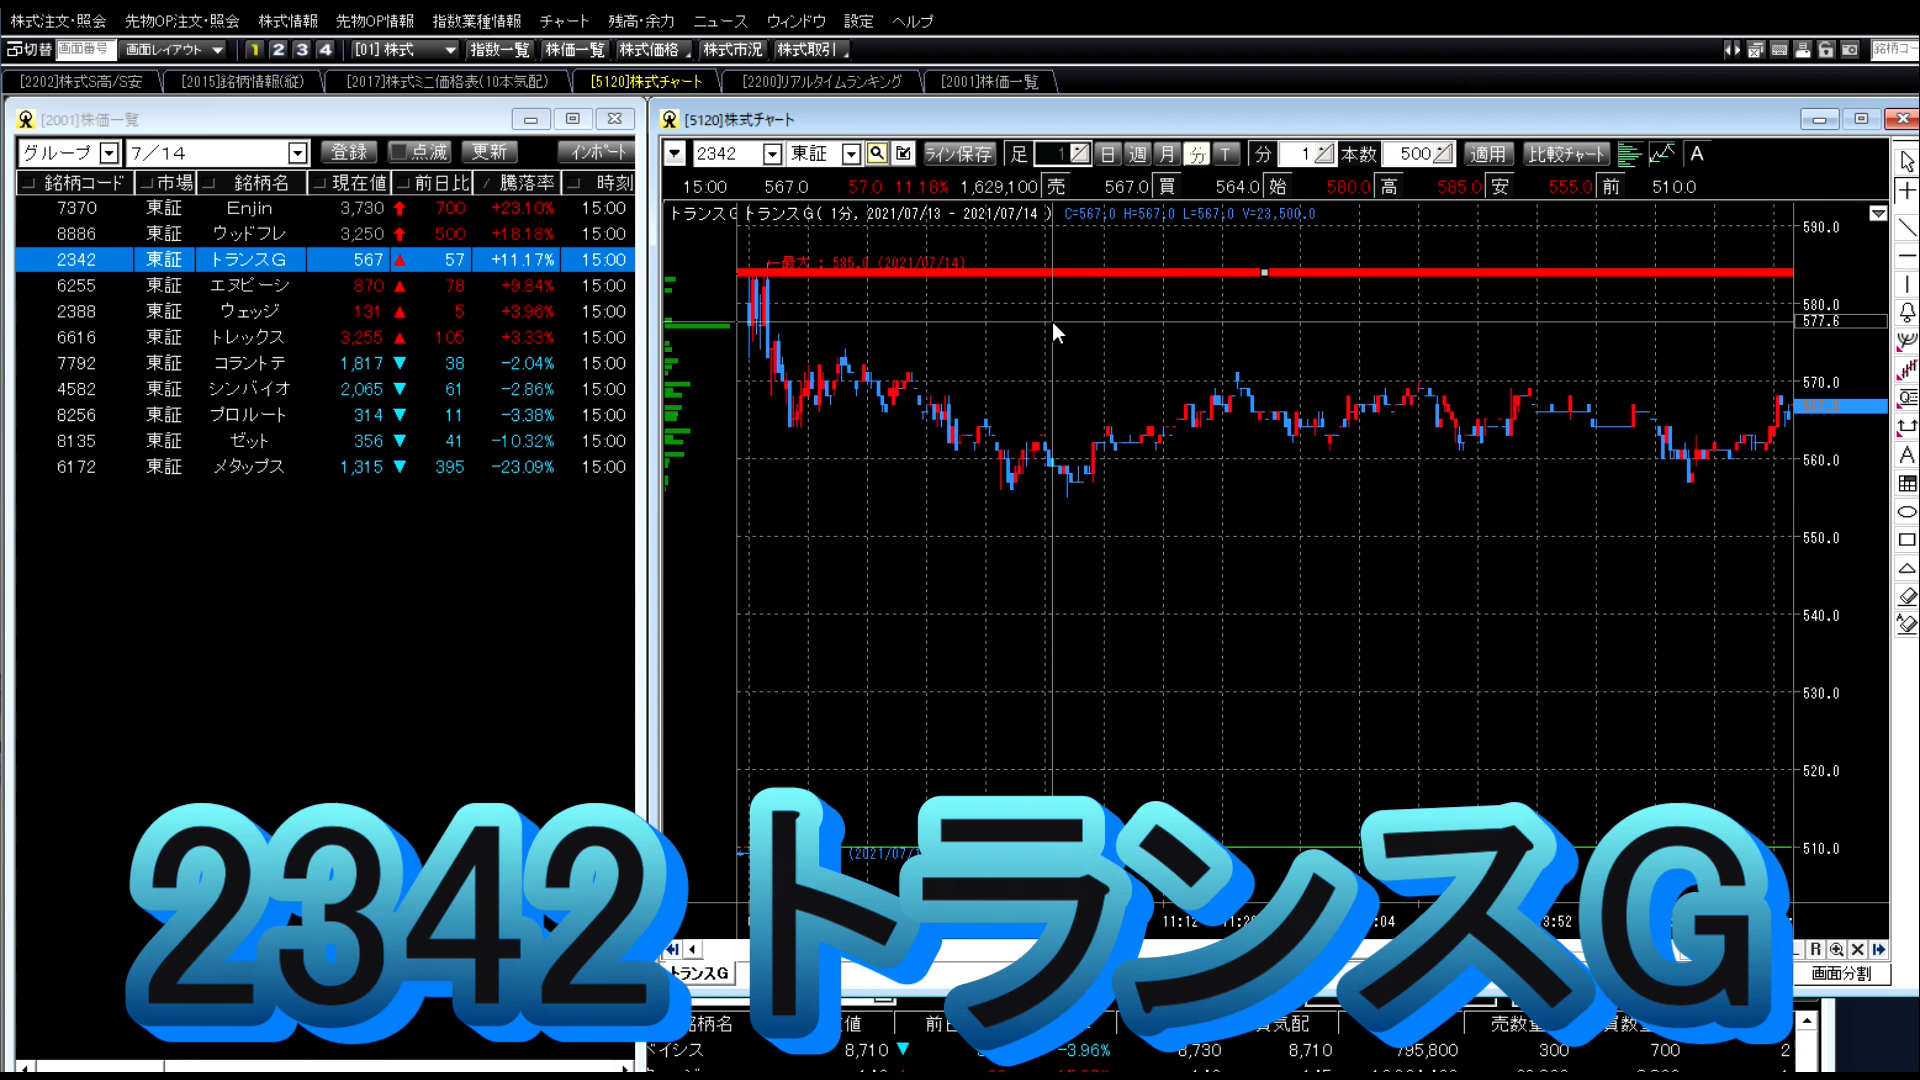 株式注文・照会 先物OP注文・照会 株式情報 先物OP情報 指数業種情報 チャート 残高・余力 ニュース ウィンドウ 設定 ヘルプ
切替 画面番号 画面レイアウト 1 2 3 4 [01] 株式 指数一覧 株価一覧 株式価格 株式市況 株式取引
[2202]株式S高/S安 [2015]銘柄情報(縦) [2017]株式ミニ価格表(10本気配) [5120]株式チャート [2200]リアルタイムランキング [2001]株価一覧
[2001]株価一覧
グループ 7／14 登録 点滅 更新 インポート
銘柄コード 市場 銘柄名 現在値 前日比 騰落率 時刻
7370 東証 Enjin 3,730 700 +23.10% 15:00
8886 東証 ウッドフレ 3,250 500 +18.18% 15:00
2342 東証 トランスＧ 567 57 +11.17% 15:00
6255 東証 エヌピーシ 870 78 +9.84% 15:00
2388 東証 ウェッジ 131 5 +3.96% 15:00
6616 東証 トレックス 3,255 105 +3.33% 15:00
7792 東証 コラントテ 1,817 38 -2.04% 15:00
4582 東証 シンバイオ 2,065 61 -2.86% 15:00
8256 東証 プロルート 314 11 -3.38% 15:00
8135 東証 ゼット 356 41 -10.32% 15:00
6172 東証 メタップス 1,315 395 -23.09% 15:00
[5120]株式チャート
2342 東証 ライン保存 足 1 日 週 月 分 T 分 1 本数 500 適用 比較チャート A
15:00 567.0 57.0 11.18% 1,629,100 売 567.0 買 564.0 始 580.0 高 585.0 安 555.0 前 510.0
トランスG トランスＧ( 1分, 2021/07/13 - 2021/07/14 ) C=567.0 H=567.0 L=567.0 V=23,500.0
←最大 : 585.0 (2021/07/14)
590.0
580.0
577.6
570.0
567.0
560.0
550.0
540.0
530.0
520.0
510.0
(2021/07/1
11:12
R
トランスG 画面分割
2342 トランスG
銘柄名
8,710 -3.96% 8,730 8,710 795,800 300 700 2